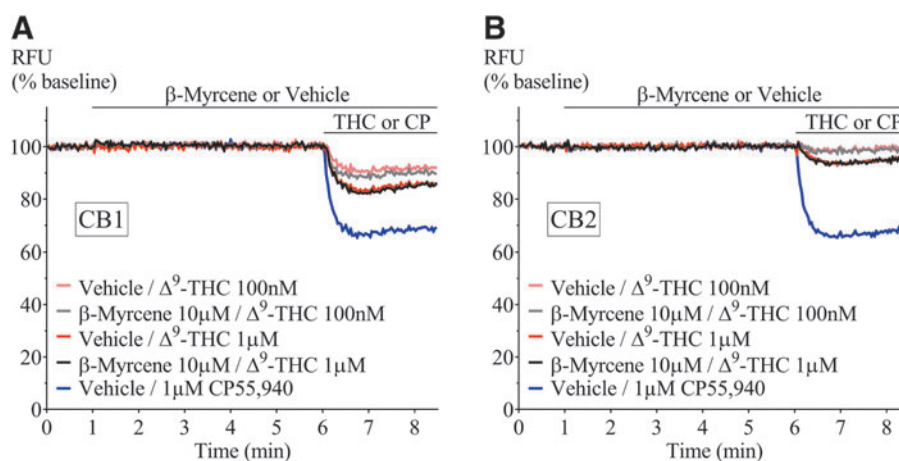 A
RFU
(% baseline)
β-Myrcene or Vehicle
THC or CP
100
80
60
40
20
0
CB1
Vehicle / Δ⁹-THC 100nM
β-Myrcene 10μM / Δ⁹-THC 100nM
Vehicle / Δ⁹-THC 1μM
β-Myrcene 10μM / Δ⁹-THC 1μM
Vehicle / 1μM CP55,940
0 1 2 3 4 5 6 7 8
Time (min)
B
RFU
(% baseline)
β-Myrcene or Vehicle
THC or CP
100
80
60
40
20
0
CB2
Vehicle / Δ⁹-THC 100nM
β-Myrcene 10μM / Δ⁹-THC 100nM
Vehicle / Δ⁹-THC 1μM
β-Myrcene 10μM / Δ⁹-THC 1μM
Vehicle / 1μM CP55,940
0 1 2 3 4 5 6 7 8
Time (min)